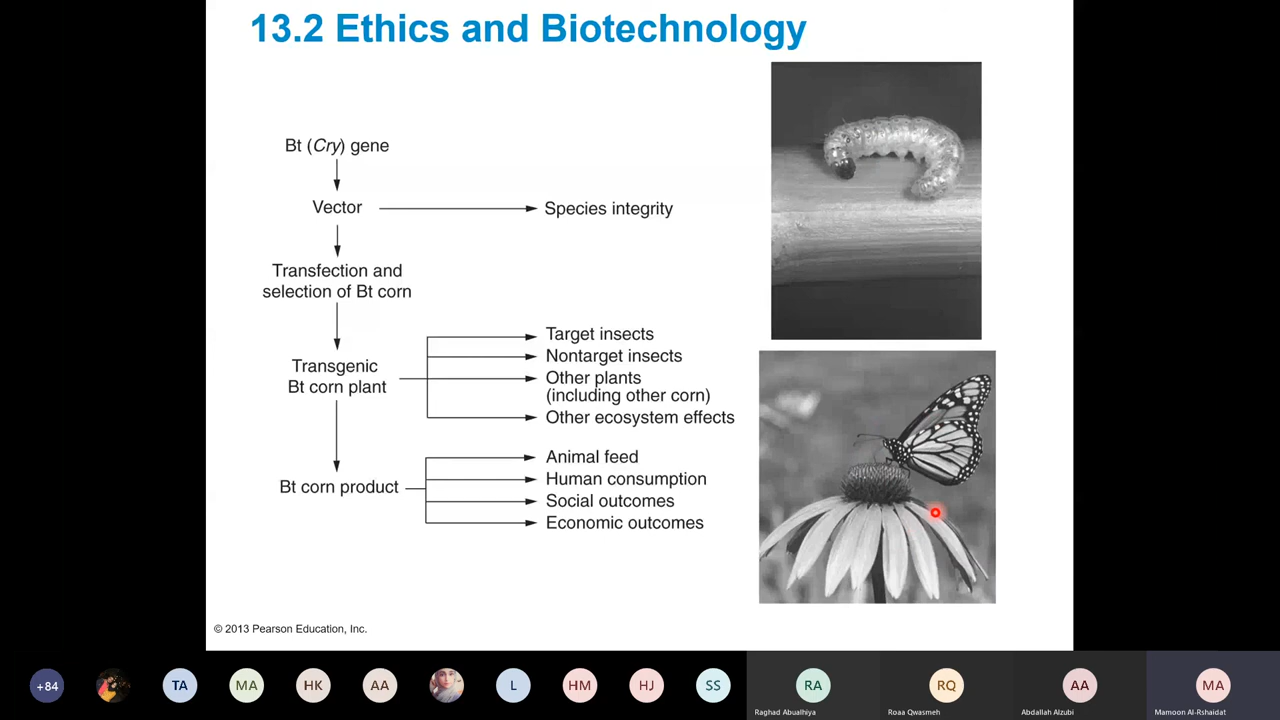 13.2 Ethics and Biotechnology
Bt (Cry) gene
Vector
Species integrity
Transfection and
selection of Bt corn
Transgenic
Bt corn plant
Target insects
Nontarget insects
Other plants
(including other corn)
Other ecosystem effects
Bt corn product
Animal feed
Human consumption
Social outcomes
Economic outcomes
© 2013 Pearson Education, Inc.
+84
TA
MA
HK
AA
L
HM
HJ
SS
RA
Raghad Abualhiya
RQ
Roaa Qwasmeh
AA
Abdallah Alzubi
MA
Mamoon Al-Rshaidat